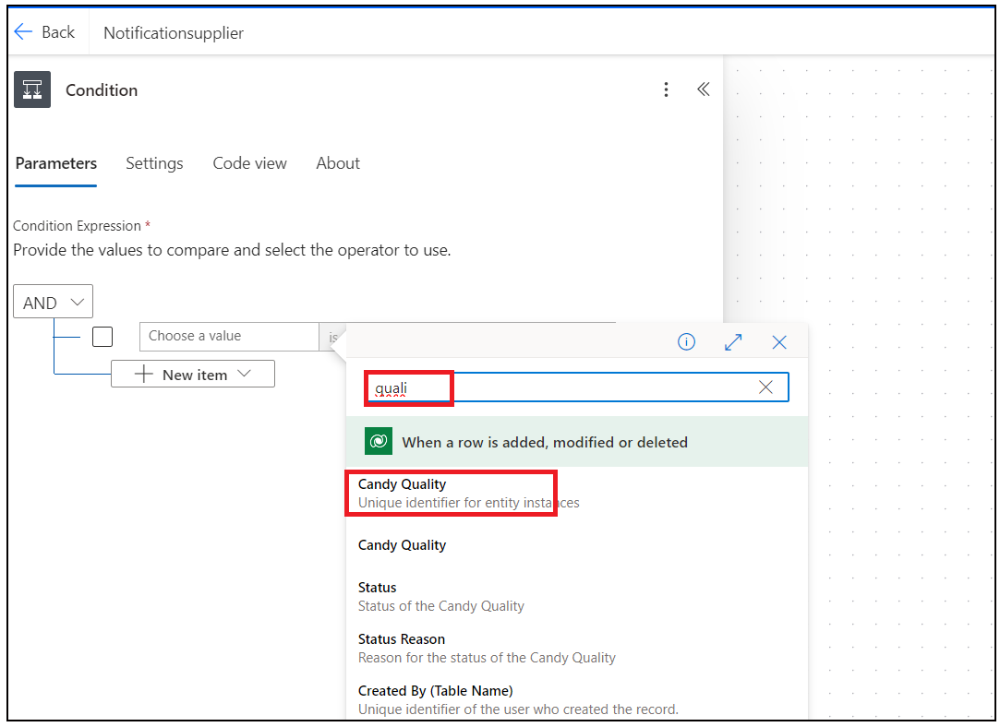 Back
Notificationsupplier
Condition
Parameters
Settings
Code view
About
Condition Expression *
Provide the values to compare and select the operator to use.
AND
Choose a value
is
New item
quali
When a row is added, modified or deleted
Candy Quality
Unique identifier for entity instances
Candy Quality
Status
Status of the Candy Quality
Status Reason
Reason for the status of the Candy Quality
Created By (Table Name)
Unique identifier of the user who created the record.